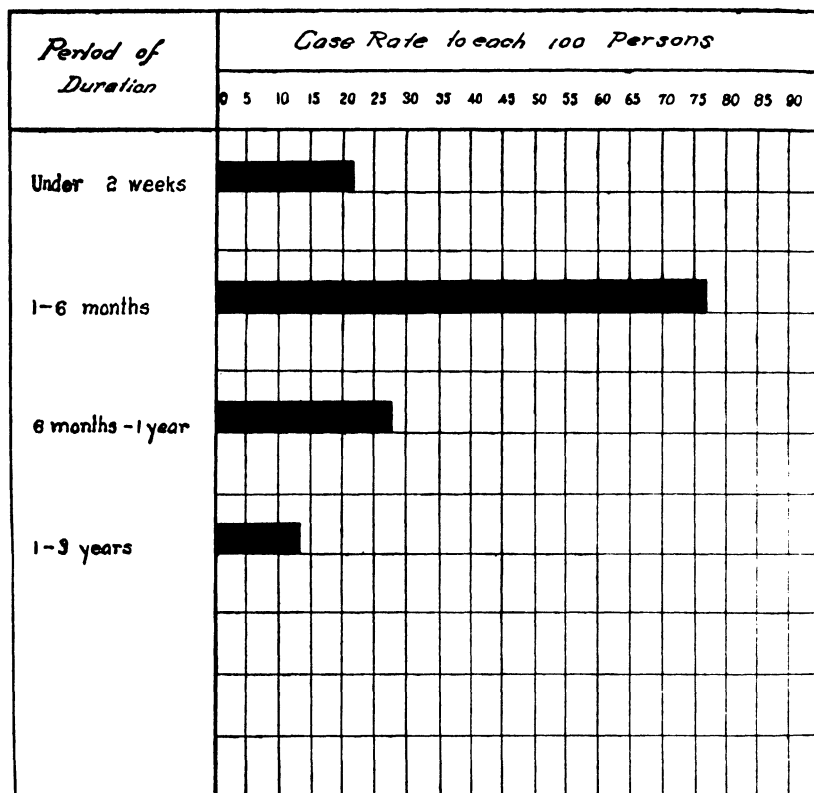 Period of
Duration
Case Rate to each 100 Persons
0 5 10 15 20 25 30 35 40 45 50 55 60 65 70 75 80 85 90
Under 2 weeks
1-6 months
6 months-1 year
1-3 years